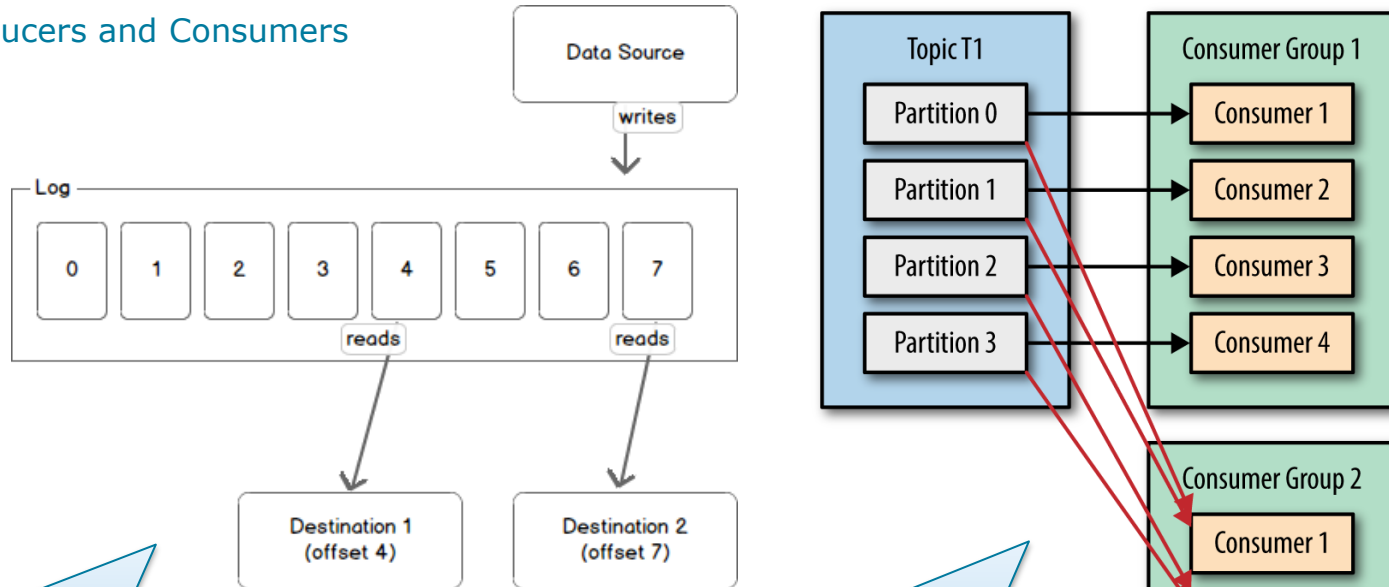 ucers and Consumers
Data Source
writes
Log
0 1 2 3 4 5 6 7
reads reads
Destination 1
(offset 4)
Destination 2
(offset 7)
Topic T1
Partition 0
Partition 1
Partition 2
Partition 3
Consumer Group 1
Consumer 1
Consumer 2
Consumer 3
Consumer 4
Consumer Group 2
Consumer 1